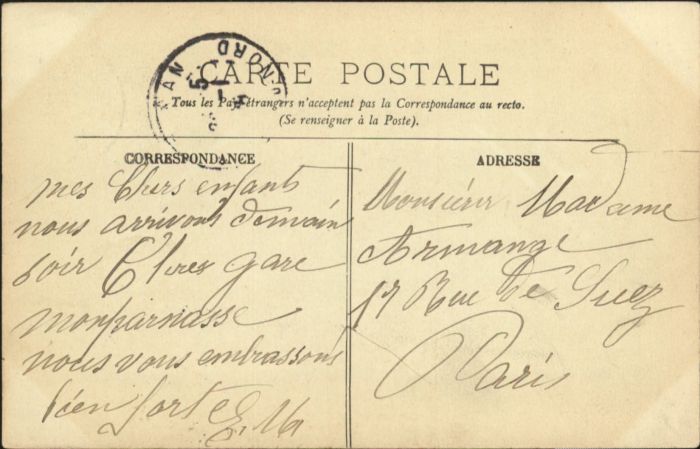 CARTE POSTALE
Tous les Pays étrangers n'acceptent pas la Correspondance au recto.
(Se renseigner à la Poste).
CORRESPONDANCE
mes Chers enfants
nous arrivons demain
soir gare
monparnasse
nous vous embrassons
bien fort E. M
ADRESSE
Monsieur Madame
Armange
17 Rue De Suez
Paris
NORD